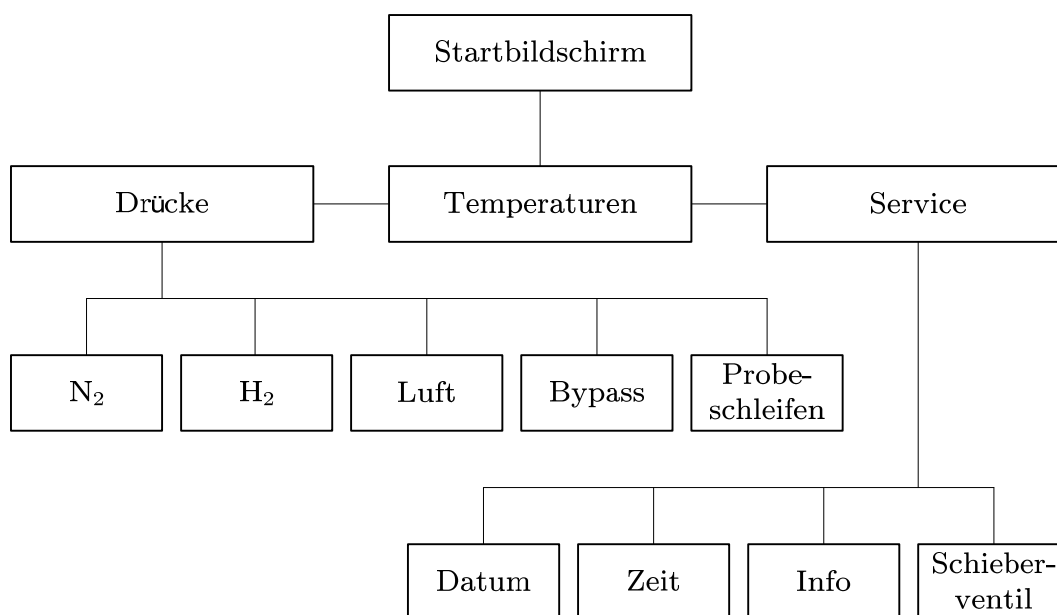 Startbildschirm
Drücke
Temperaturen
Service
N₂
H₂
Luft
Bypass
Probe-
schleifen
Datum
Zeit
Info
Schieber-
ventil